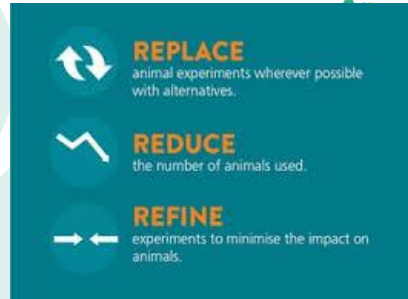 REPLACE
animal experiments wherever possible
with alternatives.
REDUCE
the number of animals used.
REFINE
experiments to minimise the impact on
animals.